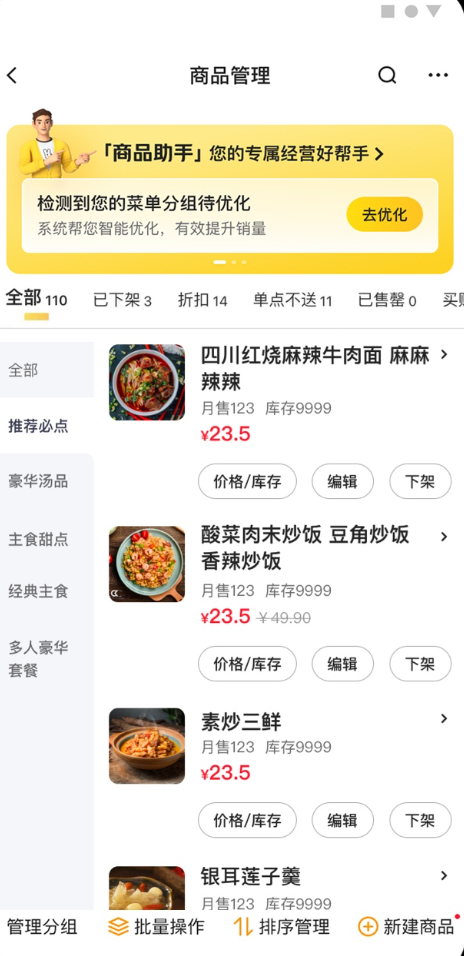 商品管理
「商品助手」您的专属经营好帮手
检测到您的菜单分组待优化
系统帮您智能优化，有效提升销量
去优化
全部 110 已下架 3 折扣 14 单点不送 11 已售罄 0 买
全部
推荐必点
豪华汤品
主食甜点
经典主食
多人豪华
套餐
四川红烧麻辣牛肉面 麻麻
辣辣
月售123 库存9999
¥23.5
价格/库存 编辑 下架
酸菜肉末炒饭 豆角炒饭
香辣炒饭
月售123 库存9999
¥23.5 ¥49.90
价格/库存 编辑 下架
素炒三鲜
月售123 库存9999
¥23.5
价格/库存 编辑 下架
银耳莲子羹
月售123 库存9999
管理分组 批量操作 排序管理 新建商品